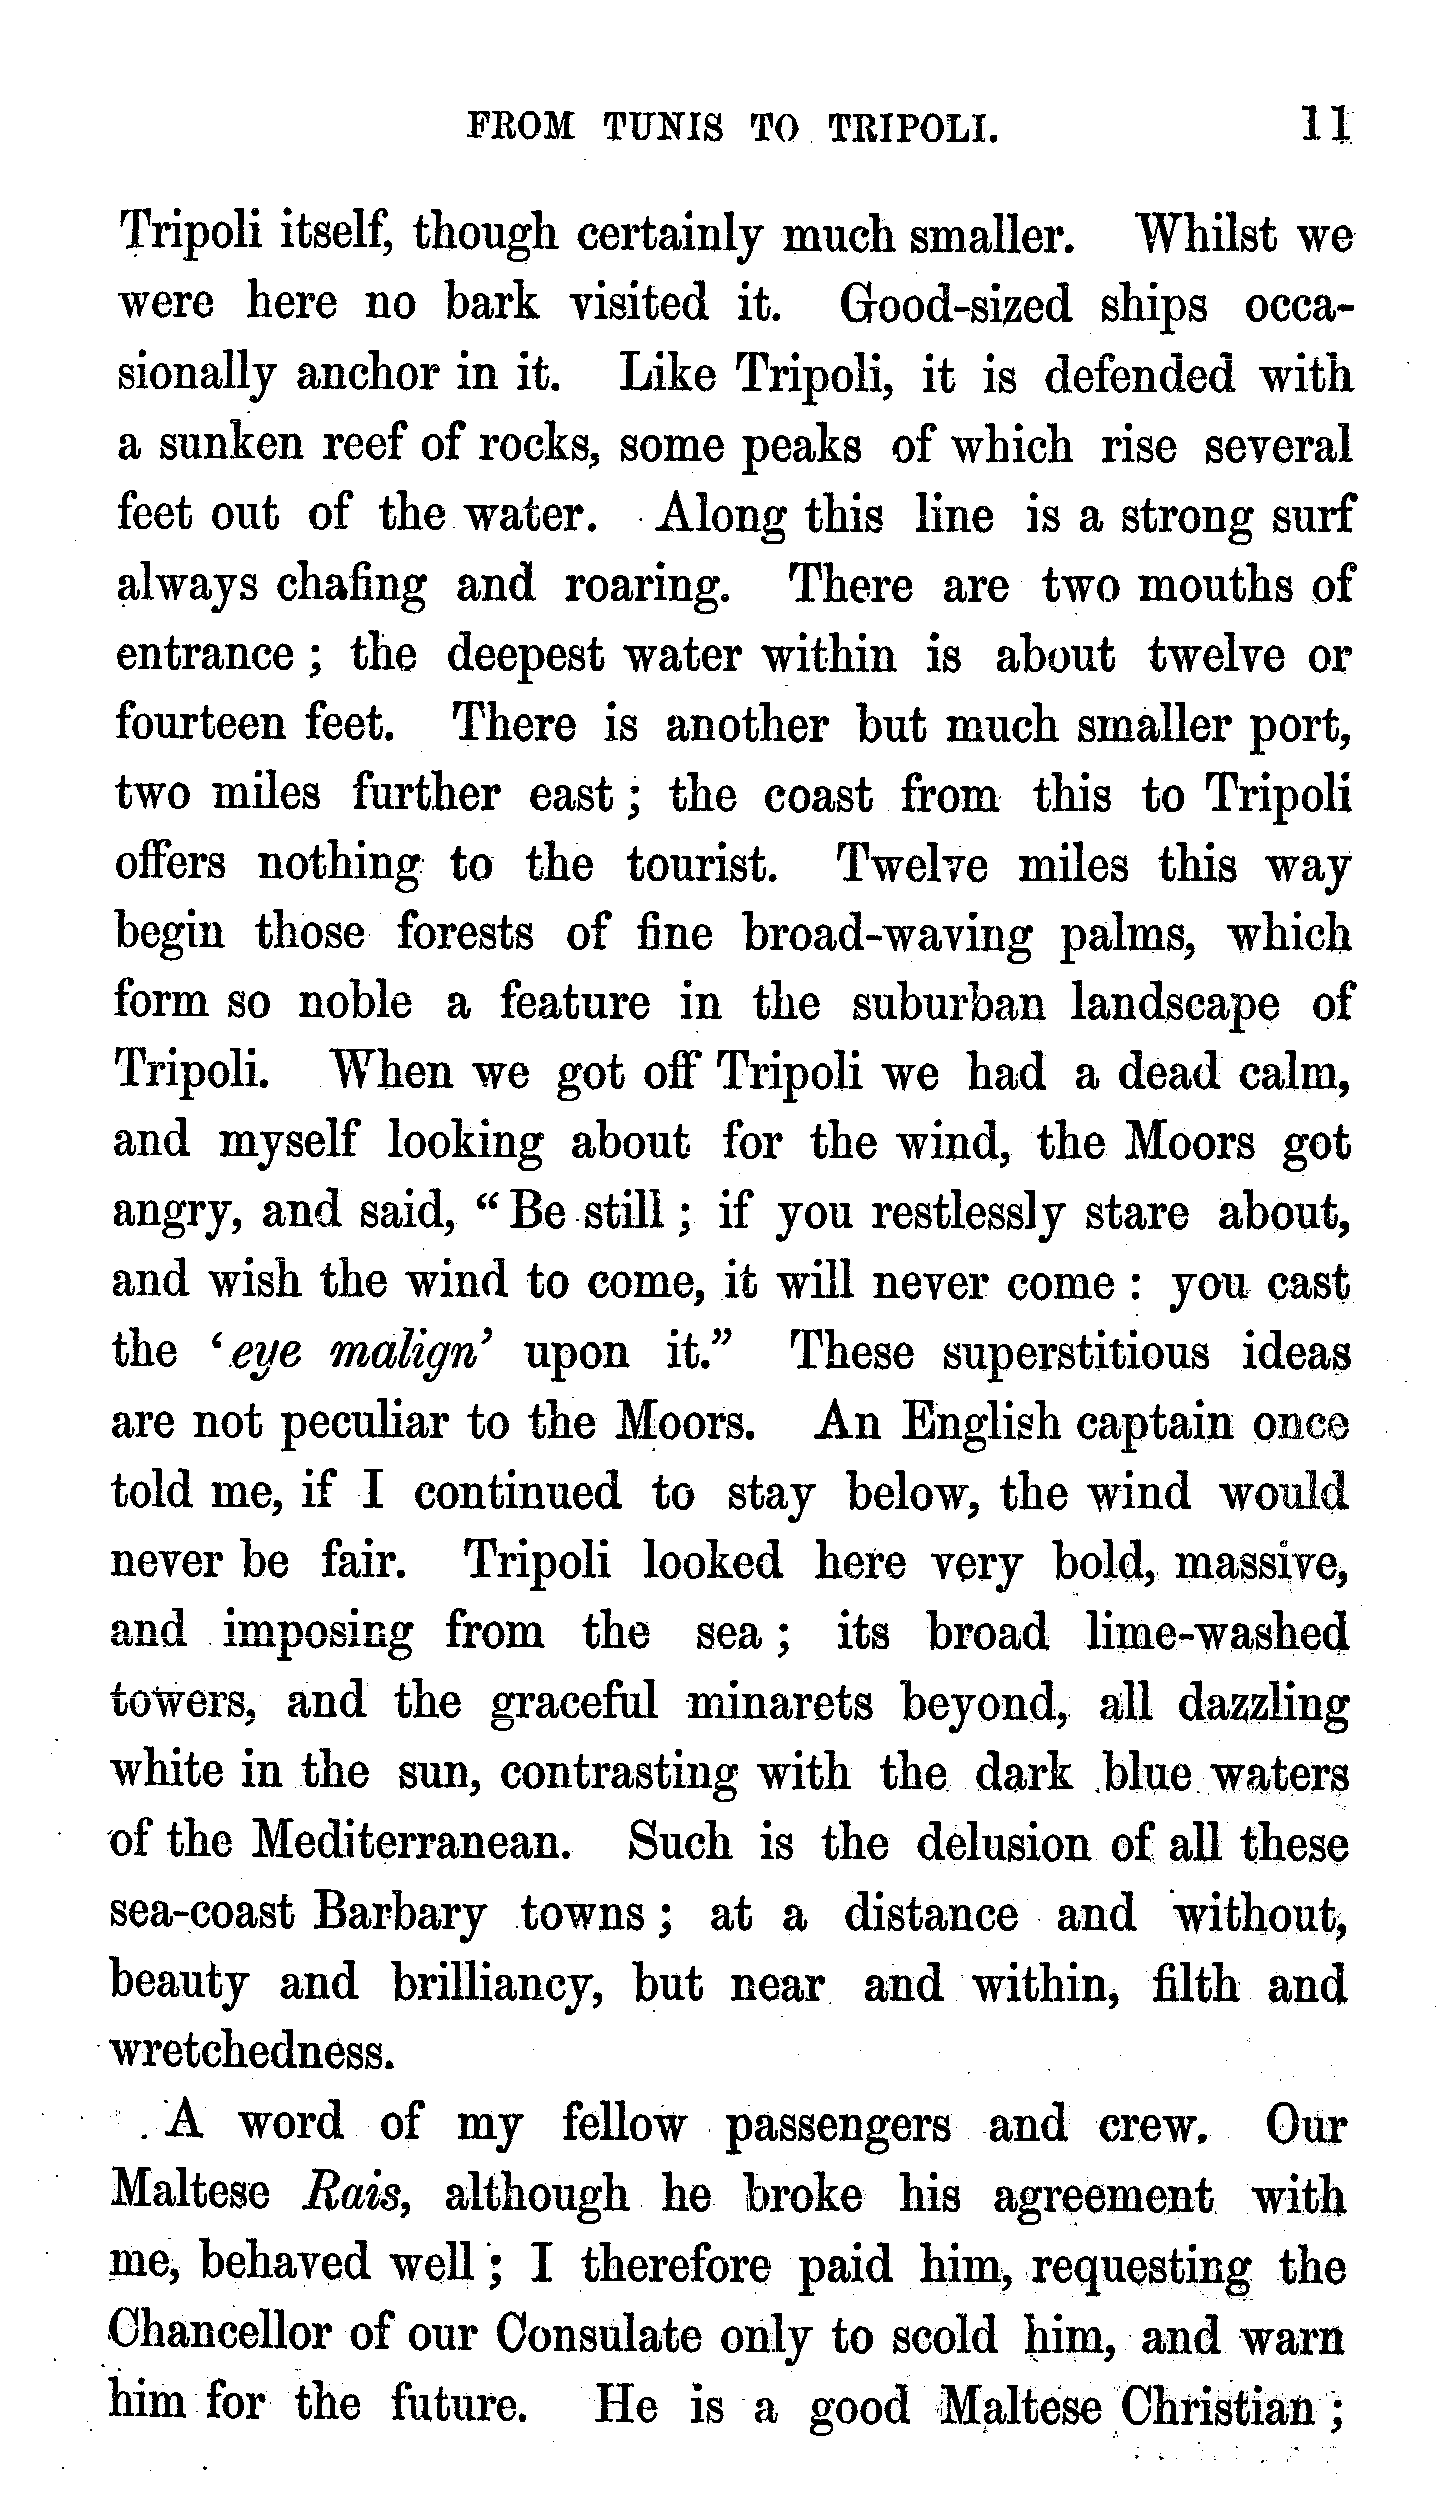 FROM TUNIS TO TRIPOLI. 11
Tripoli itself, though certainly much smaller. Whilst we
were here no bark visited it. Good-sized ships occa-
sionally anchor in it. Like Tripoli, it is defended with
a sunken reef of rocks, some peaks of which rise several
feet out of the water. Along this line is a strong surf
always chafing and roaring. There are two mouths of
entrance; the deepest water within is about twelve or
fourteen feet. There is another but much smaller port,
two miles further east; the coast from this to Tripoli
offers nothing to the tourist. Twelve miles this way
begin those forests of fine broad-waving palms, which
form so noble a feature in the suburban landscape of
Tripoli. When we got off Tripoli we had a dead calm,
and myself looking about for the wind, the Moors got
angry, and said, “Be still; if you restlessly stare about,
and wish the wind to come, it will never come: you cast
the ‘eye malign’ upon it.” These superstitious ideas
are not peculiar to the Moors. An English captain once
told me, if I continued to stay below, the wind would
never be fair. Tripoli looked here very bold, massive,
and imposing from the sea; its broad lime-washed
towers, and the graceful minarets beyond, all dazzling
white in the sun, contrasting with the dark blue waters
of the Mediterranean. Such is the delusion of all these
sea-coast Barbary towns; at a distance and without,
beauty and brilliancy, but near and within, filth and
wretchedness.
A word of my fellow passengers and crew. Our
Maltese Rais, although he broke his agreement with
me, behaved well; I therefore paid him, requesting the
Chancellor of our Consulate only to scold him, and warn
him for the future. He is a good Maltese Christian;